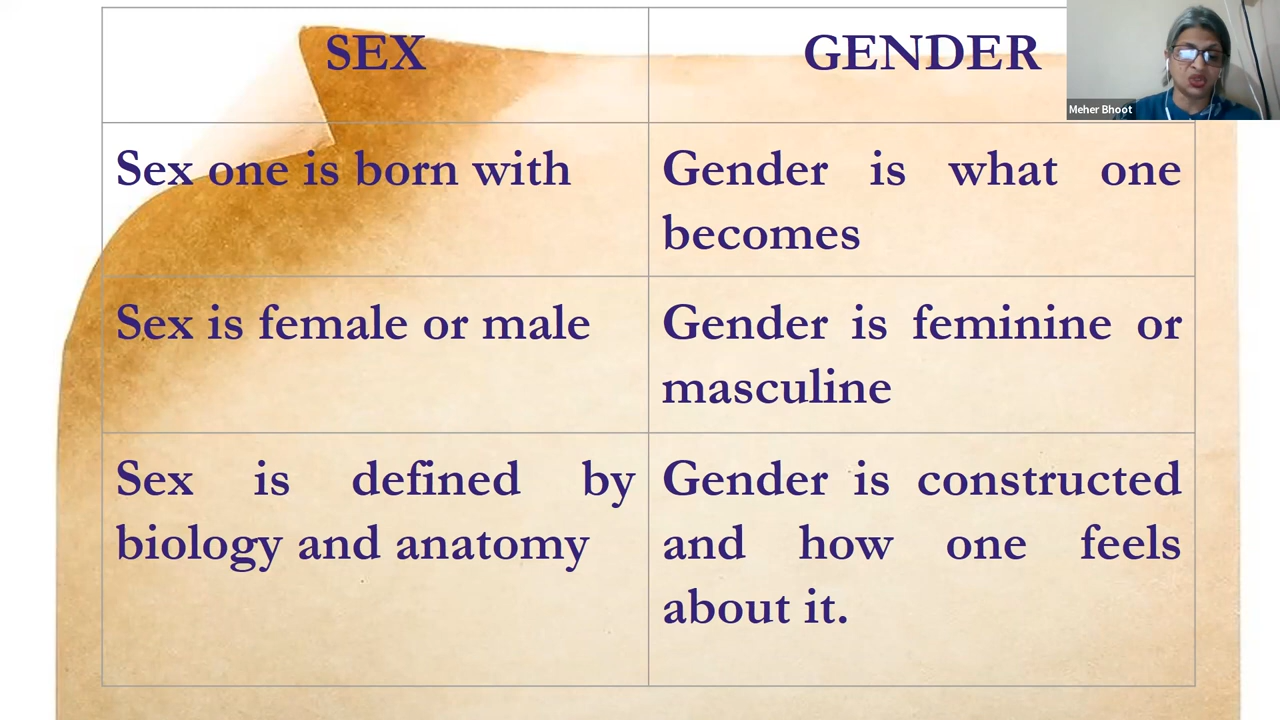 SEX
GENDER
Meher Bhoot
Sex one is born with
Gender is what one
becomes
Sex is female or male
Gender is feminine or
masculine
Sex is defined by
biology and anatomy
Gender is constructed
and how one feels
about it.